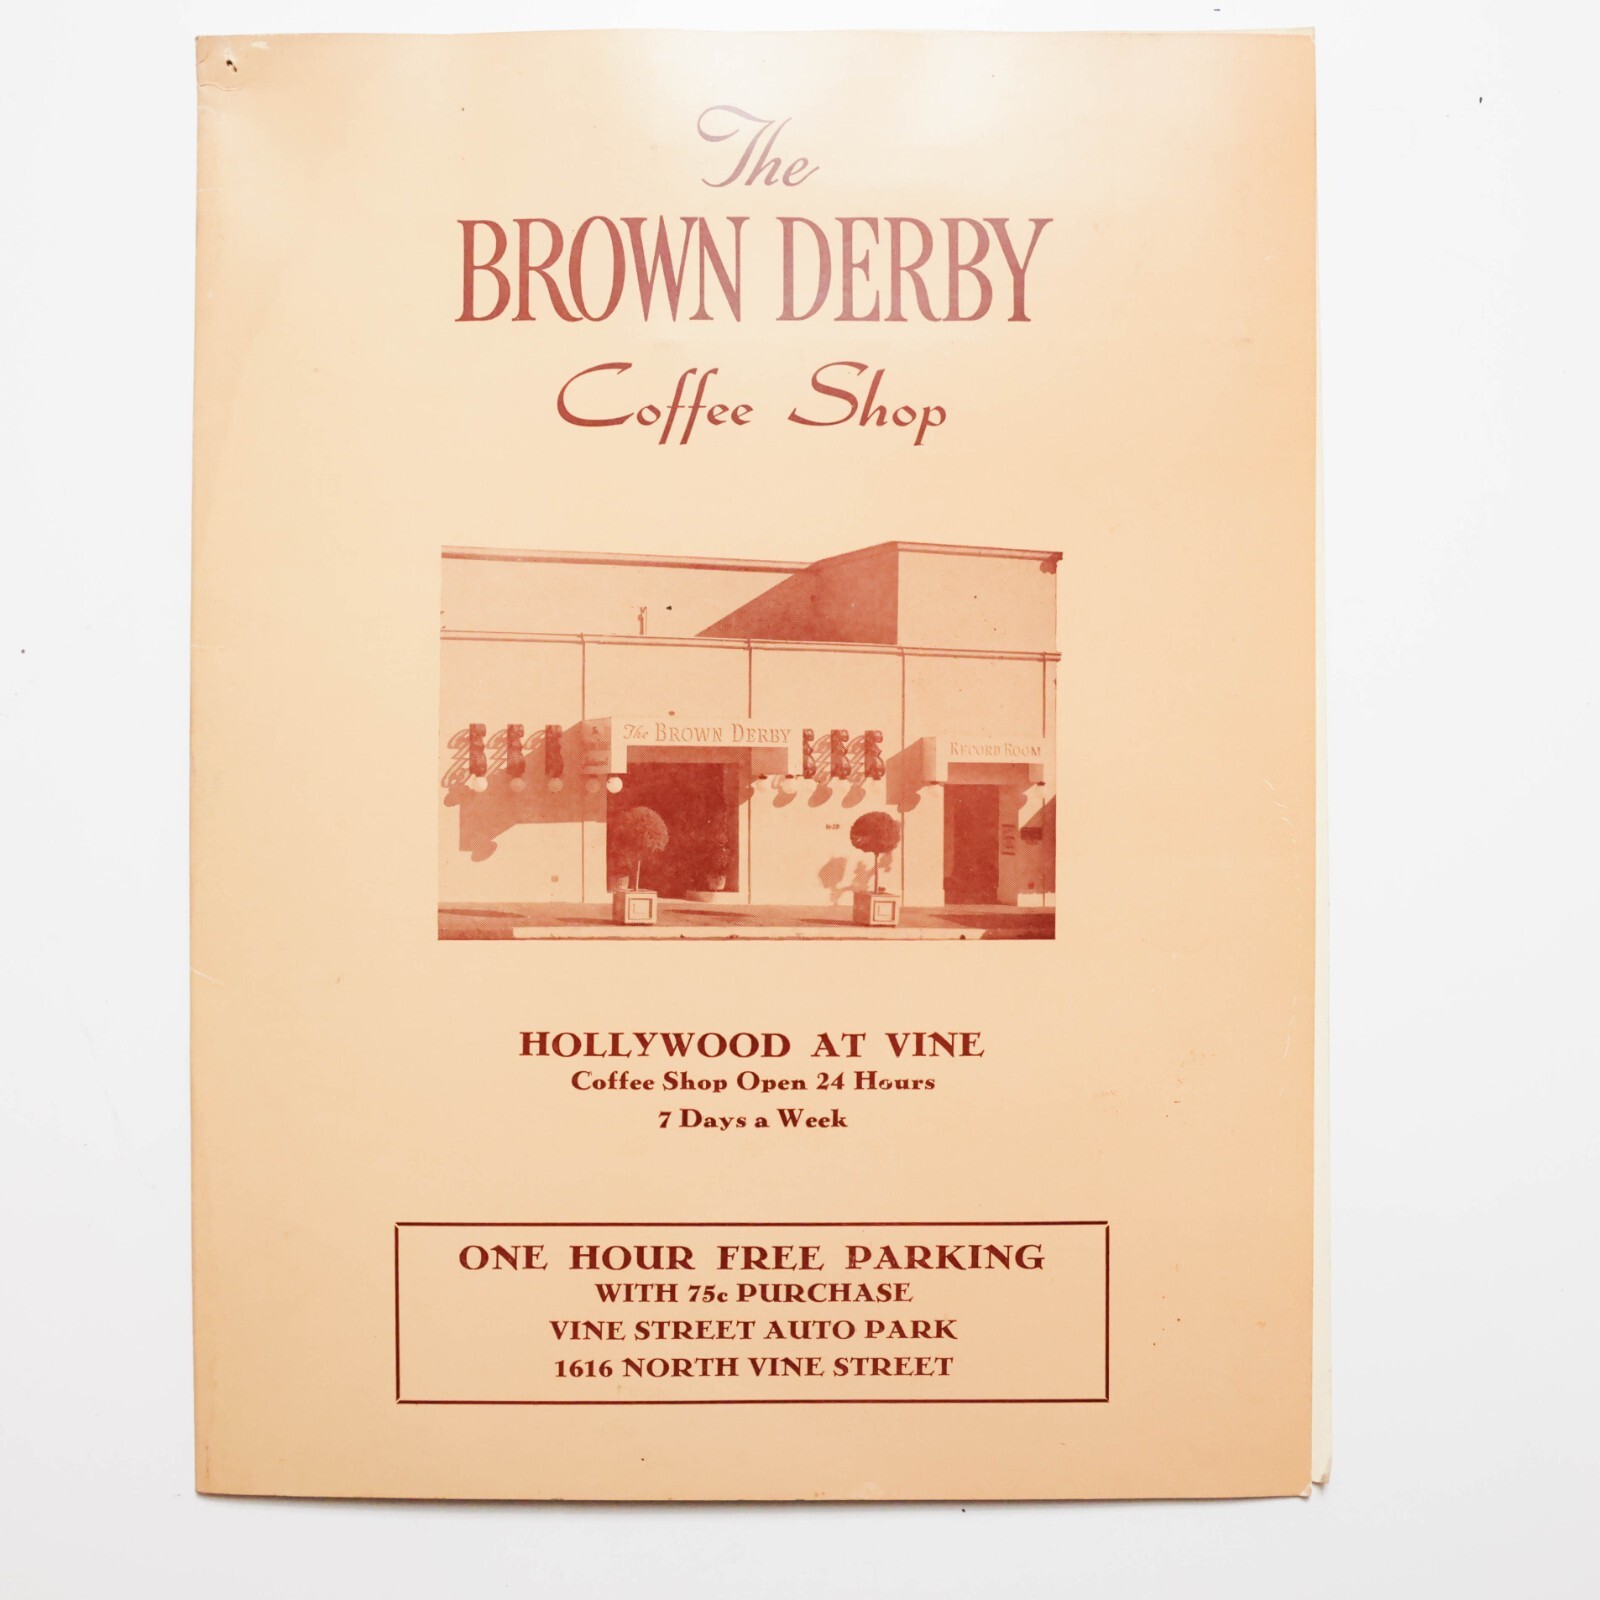 The
BROWN DERBY
Coffee Shop
The BROWN DERBY
RECORD ROOM
HOLLYWOOD AT VINE
Coffee Shop Open 24 Hours
7 Days a Week
ONE HOUR FREE PARKING
WITH 75c PURCHASE
VINE STREET AUTO PARK
1616 NORTH VINE STREET